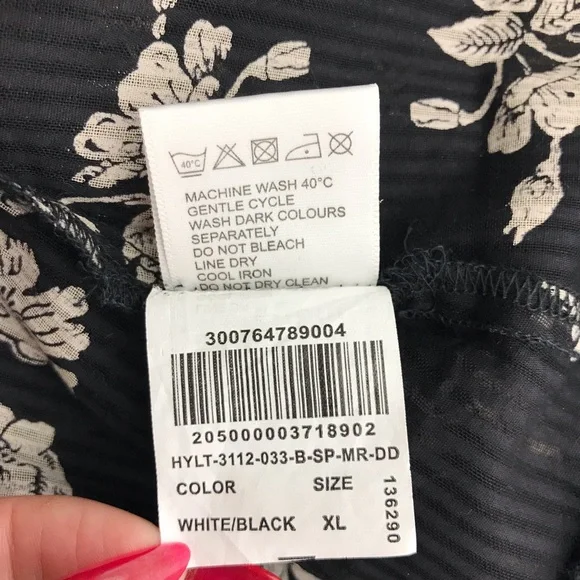 40°C
MACHINE WASH 40°C
GENTLE CYCLE
WASH DARK COLOURS
SEPARATELY
DO NOT BLEACH
LINE DRY
COOL IRON
DO NOT DRY CLEAN
300764789004
205000003718902
HYLT-3112-033-B-SP-MR-DD
COLOR SIZE
WHITE/BLACK XL
136290